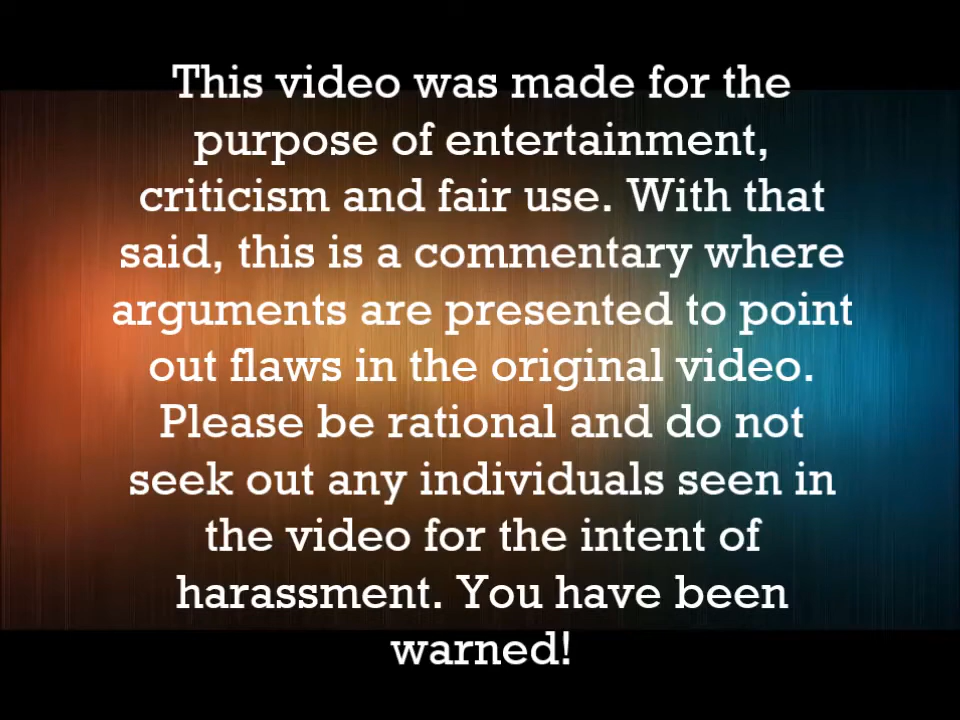 This video was made for the
purpose of entertainment,
criticism and fair use. With that
said, this is a commentary where
arguments are presented to point
out flaws in the original video.
Please be rational and do not
seek out any individuals seen in
the video for the intent of
harassment. You have been
warned!